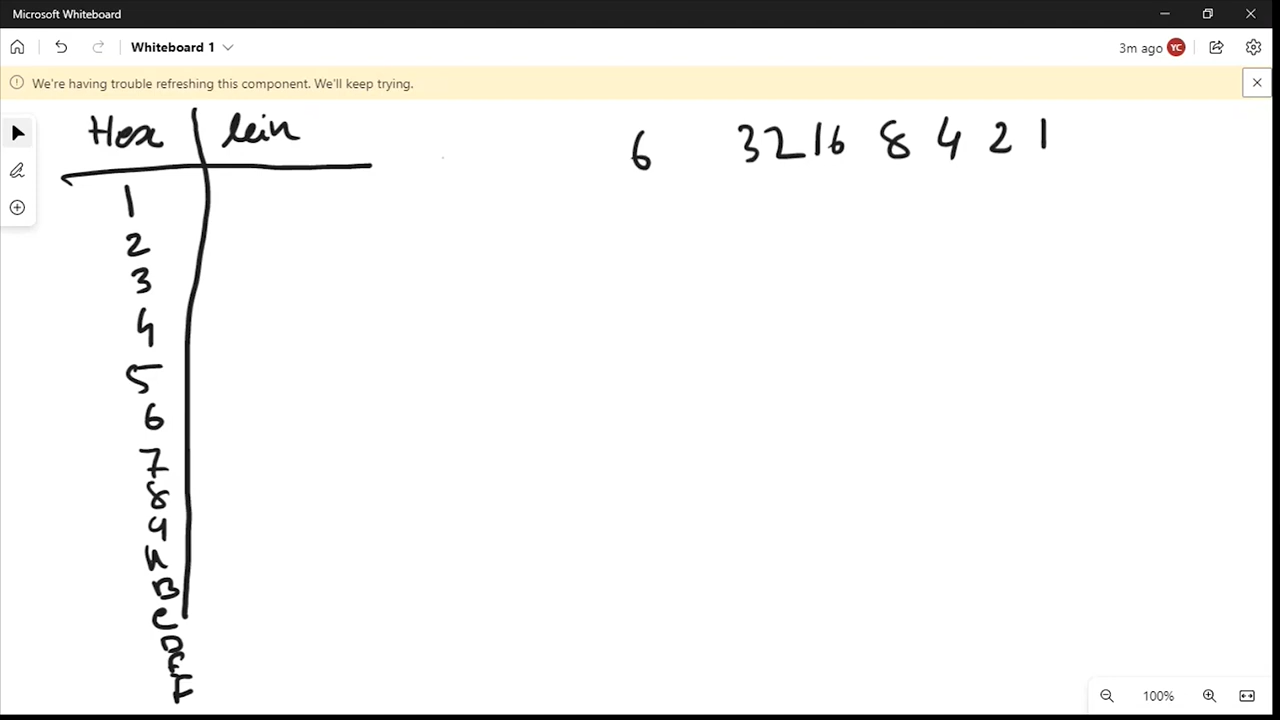 Microsoft Whiteboard
Whiteboard 1
3m ago YC
We're having trouble refreshing this component. We'll keep trying.
Hex bin
6 32 16 8 4 2 1
1
2
3
4
5
6
7
8
9
A
B
C
D
E
F
100%